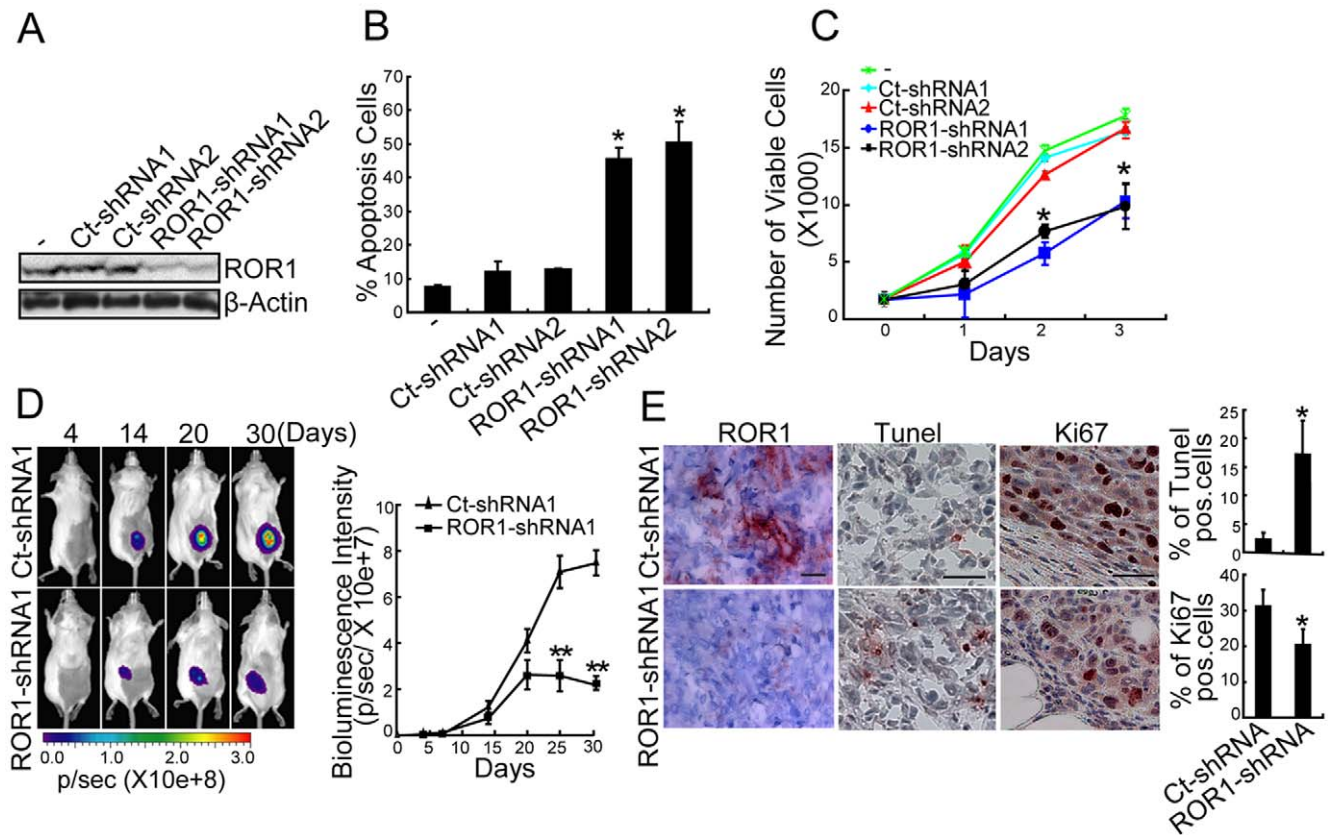 A
-
Ct-shRNA1
Ct-shRNA2
ROR1-shRNA1
ROR1-shRNA2
ROR1
β-Actin
B
% Apoptosis Cells
70
60
50
40
30
20
10
0
*
*
-
Ct-shRNA1
Ct-shRNA2
ROR1-shRNA1
ROR1-shRNA2
C
Number of Viable Cells
(X1000)
20
15
10
5
0
-
Ct-shRNA1
Ct-shRNA2
ROR1-shRNA1
ROR1-shRNA2
*
*
0 1 2 3
Days
D
4 14 20 30(Days)
Ct-shRNA1
ROR1-shRNA1
0.0 1.0 2.0 3.0
p/sec (X10e+8)
Bioluminescence Intensity
(p/sec/ X 10e+7)
10
8
6
4
2
0
Ct-shRNA1
ROR1-shRNA1
**
**
0 5 10 15 20 25 30
Days
E
ROR1 Tunel Ki67
Ct-shRNA1
ROR1-shRNA1
% of Tunel
pos.cells
25
20
15
10
5
0
*
% of Ki67
pos.cells
40
30
20
10
0
*
Ct-shRNA
ROR1-shRNA